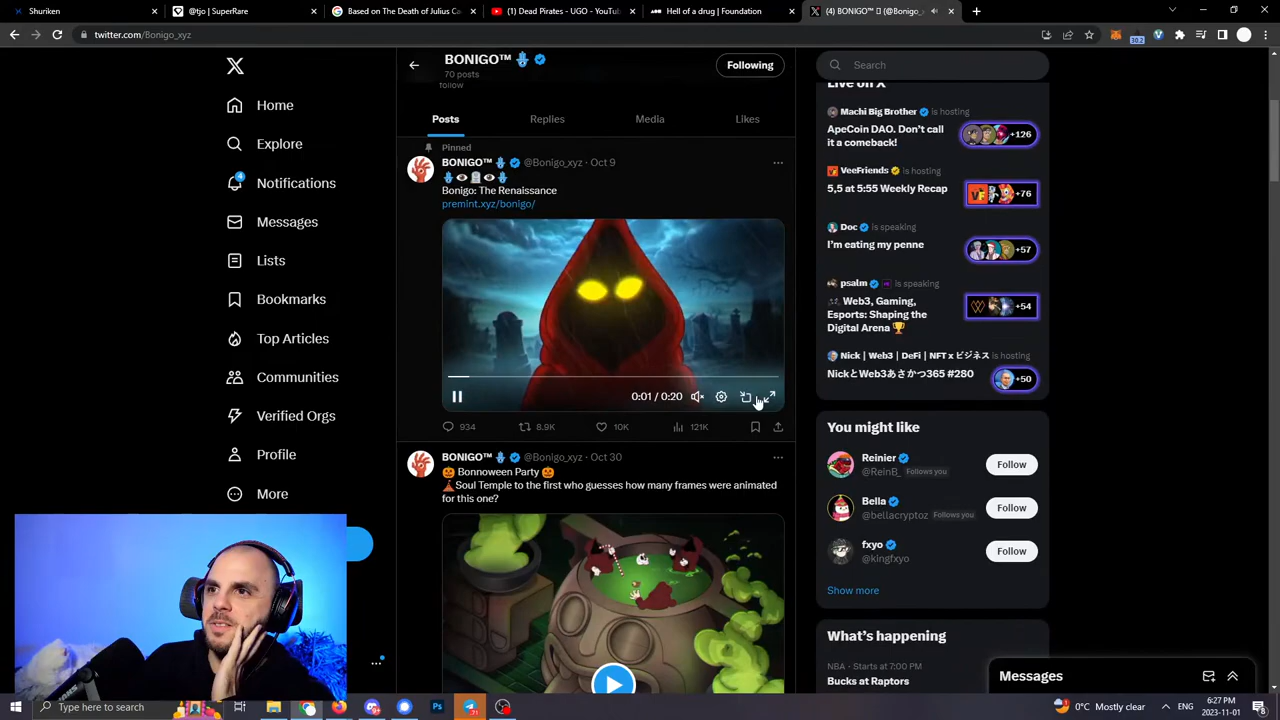 Shuriken
@tjo | SuperRare
Based on The Death of Julius Ca
(1) Dead Pirates - UGO - YouTub
Hell of a drug | Foundation
(4) BONIGO™ (@Bonigo_
twitter.com/Bonigo_xyz
30.2
BONIGO™
70 posts
follow
Following
Posts
Replies
Media
Likes
Home
Explore
4
Notifications
Messages
Lists
Bookmarks
Top Articles
Communities
Verified Orgs
Profile
More
Pinned
BONIGO™ @Bonigo_xyz · Oct 9
Bonigo: The Renaissance
premint.xyz/bonigo/
0:01 / 0:20
934
8.9K
10K
121K
BONIGO™ @Bonigo_xyz · Oct 30
🎃 Bonnoween Party 🎃
Soul Temple to the first who guesses how many frames were animated
for this one?
Search
Live on X
Machi Big Brother is hosting
ApeCoin DAO. Don't call
it a comeback!
+126
VeeFriends is hosting
5,5 at 5:55 Weekly Recap
+76
Doc is speaking
I'm eating my penne
+57
psalm is speaking
Web3, Gaming,
Esports: Shaping the
Digital Arena 🏆
+54
Nick | Web3 | DeFi | NFT x ビジネス is hosting
NickとWeb3あさかつ365 #280
+50
You might like
Reinier
@ReinB_ Follows you
Follow
Bella
@bellacryptoz Follows you
Follow
fxyo
@kingfxyo
Follow
Show more
What's happening
NBA · Starts at 7:00 PM
Bucks at Raptors
Messages
Type here to search
Ps
71
0°C Mostly clear
ENG
6:27 PM
2023-11-01
8